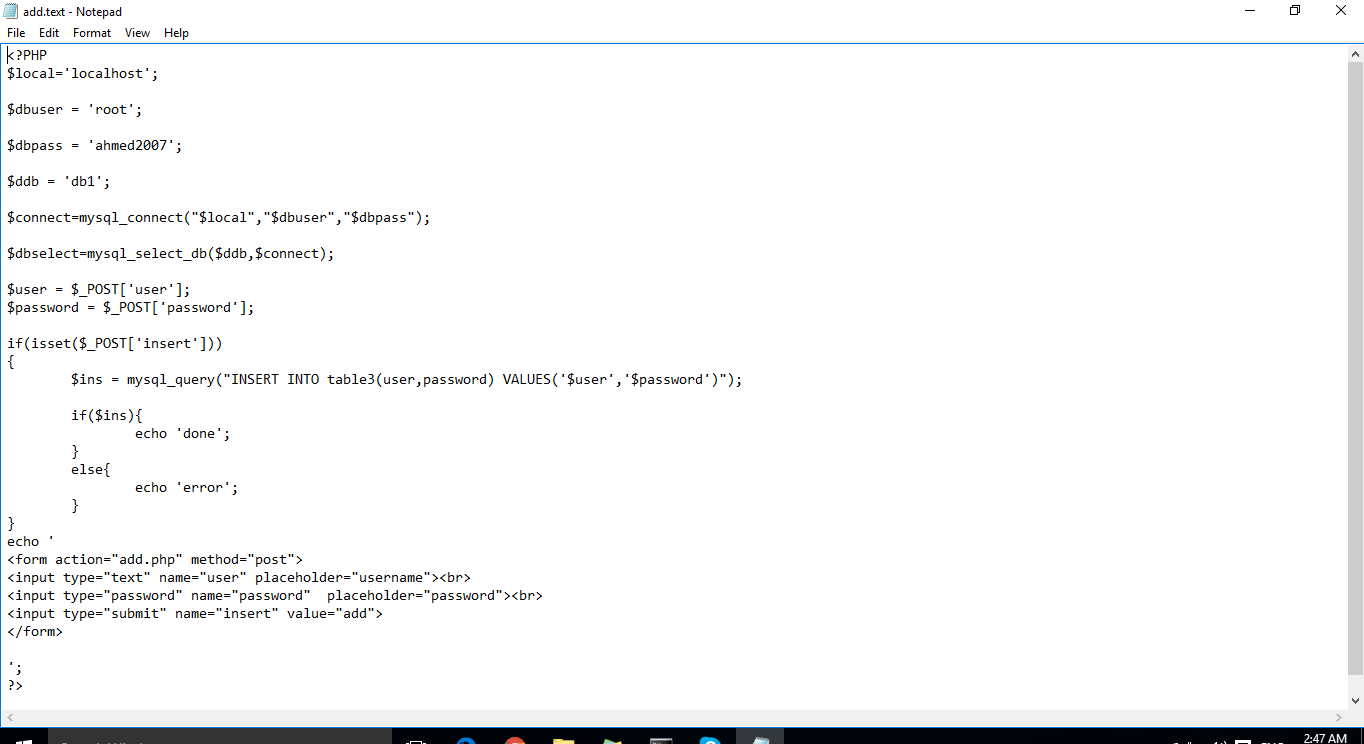 add.text - Notepad
File Edit Format View Help
<?PHP
$local='localhost';
$dbuser = 'root';
$dbpass = 'ahmed2007';
$ddb = 'db1';
$connect=mysql_connect("$local","$dbuser","$dbpass");
$dbselect=mysql_select_db($ddb,$connect);
$user = $_POST['user'];
$password = $_POST['password'];
if(isset($_POST['insert']))
{
$ins = mysql_query("INSERT INTO table3(user,password) VALUES('$user','$password')");
if($ins){
echo 'done';
}
else{
echo 'error';
}
}
echo '
<form action="add.php" method="post">
<input type="text" name="user" placeholder="username"><br>
<input type="password" name="password"  placeholder="password"><br>
<input type="submit" name="insert" value="add">
</form>
';
?>
2:47 AM